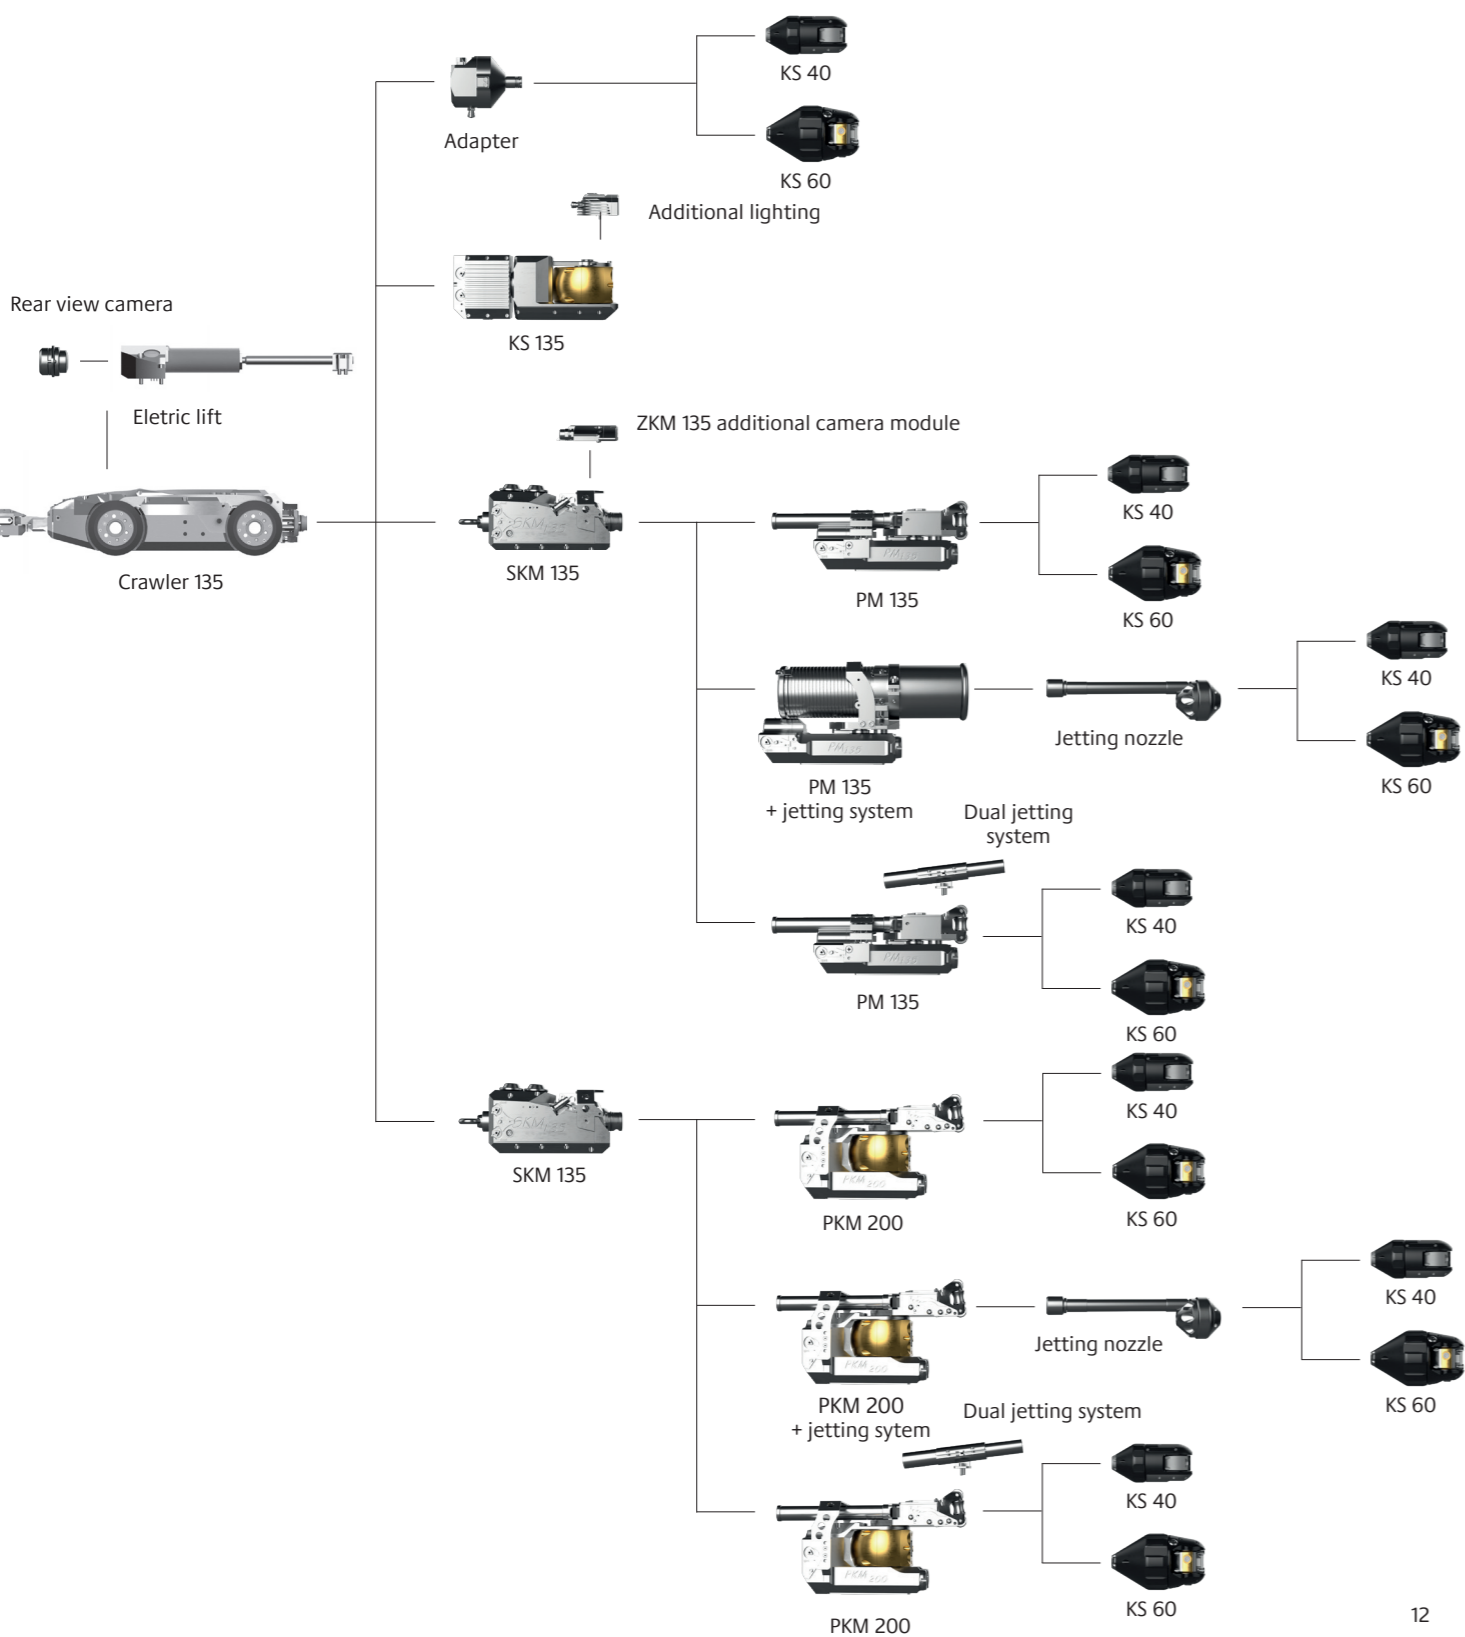 KS 40
Adapter
KS 60
Additional lighting
Rear view camera
KS 135
Eletric lift
ZKM 135 additional camera module
KS 40
SKM 135
Crawler 135
PM 135
KS 60
KS 40
Jetting nozzle
KS 60
PM 135
+ jetting system
Dual jetting
system
KS 40
PM 135
KS 60
KS 40
SKM 135
PKM 200
KS 60
KS 40
Jetting nozzle
KS 60
PKM 200
+ jetting sytem
Dual jetting system
KS 40
KS 60
PKM 200
12